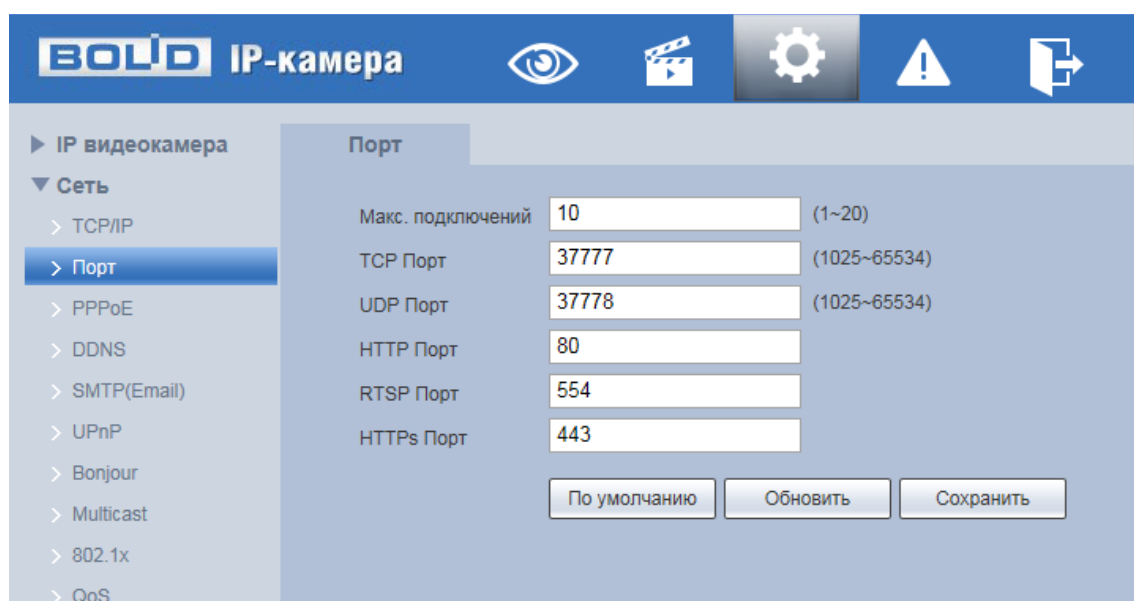 BOLID IP-камера
IP видеокамера
Сеть
TCP/IP
Порт
PPPoE
DDNS
SMTP(Email)
UPnP
Bonjour
Multicast
802.1x
QoS
Порт
Макс. подключений 10 (1~20)
TCP Порт 37777 (1025~65534)
UDP Порт 37778 (1025~65534)
HTTP Порт 80
RTSP Порт 554
HTTPs Порт 443
По умолчанию Обновить Сохранить